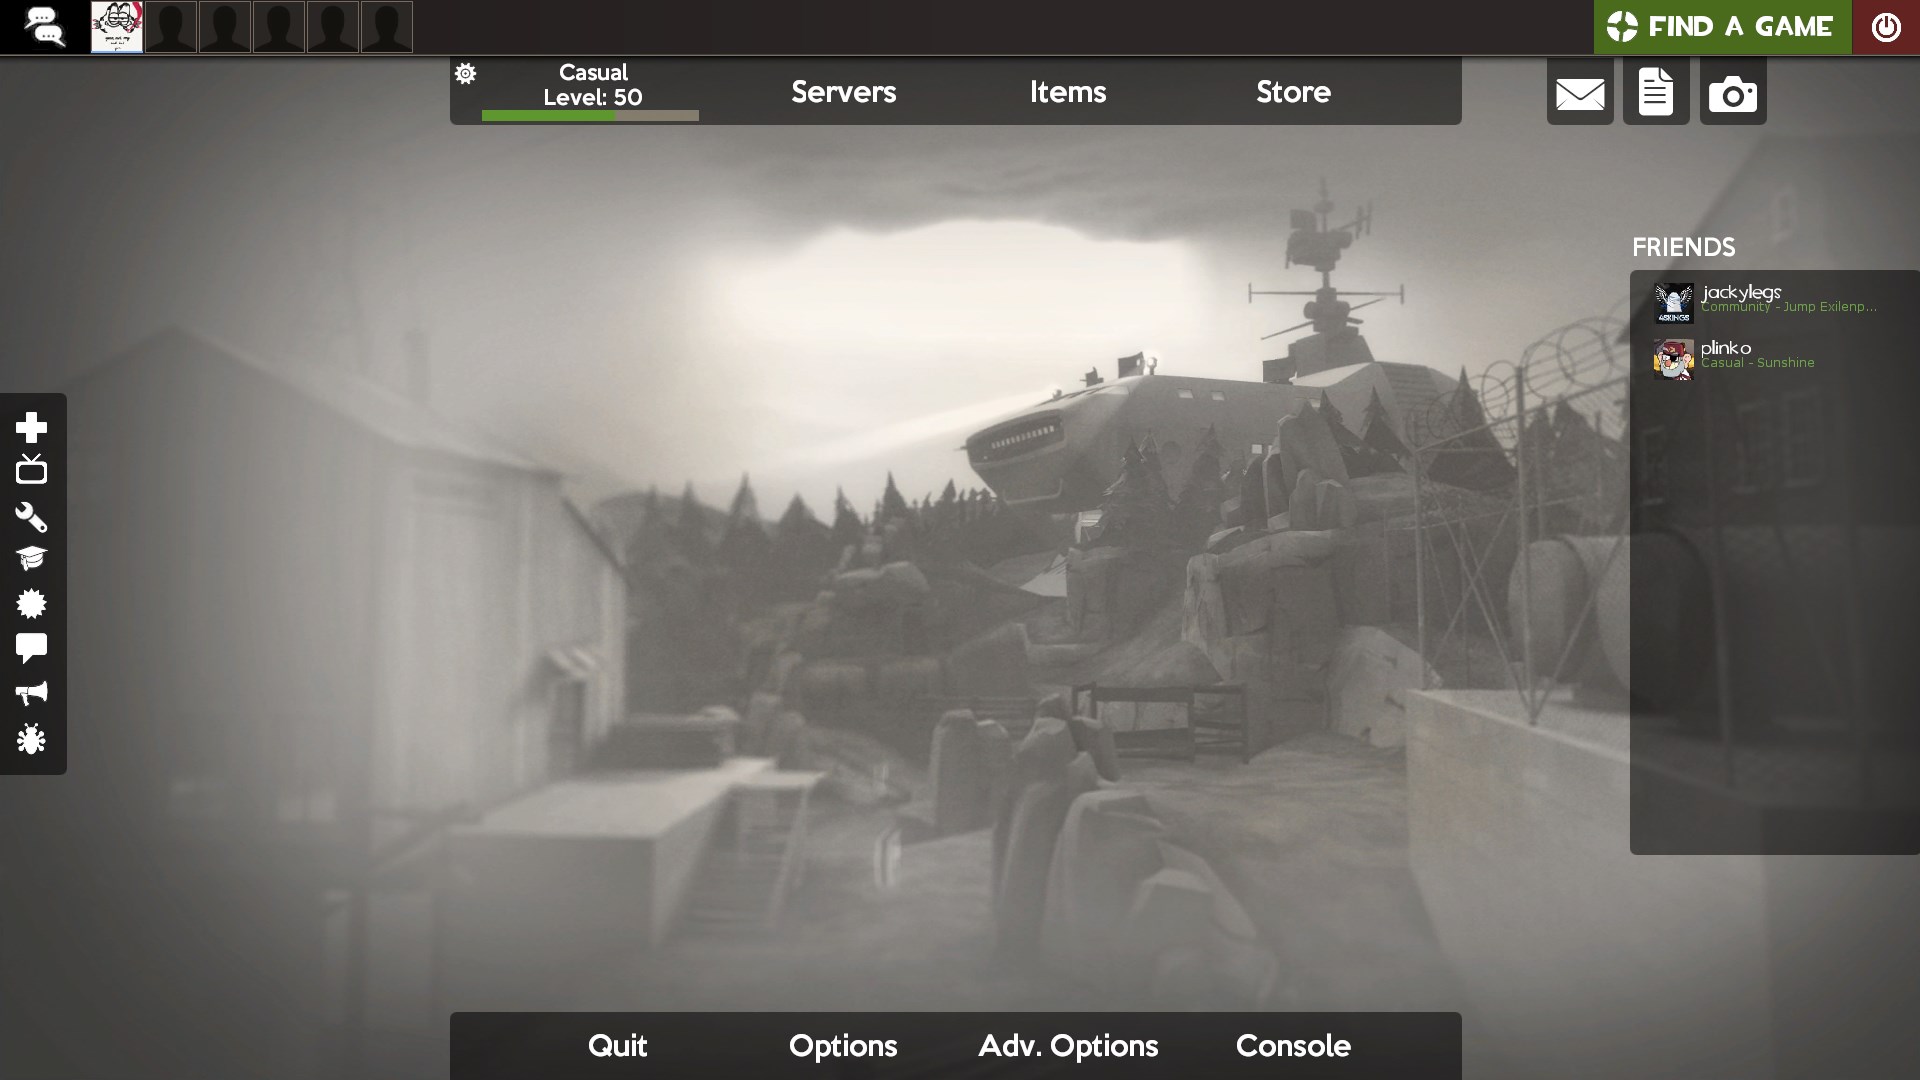 FIND A GAME
Casual
Level: 50
Servers
Items
Store
FRIENDS
jackylegs
Community - Jump Exilenp...
plinko
Casual - Sunshine
Quit
Options
Adv. Options
Console